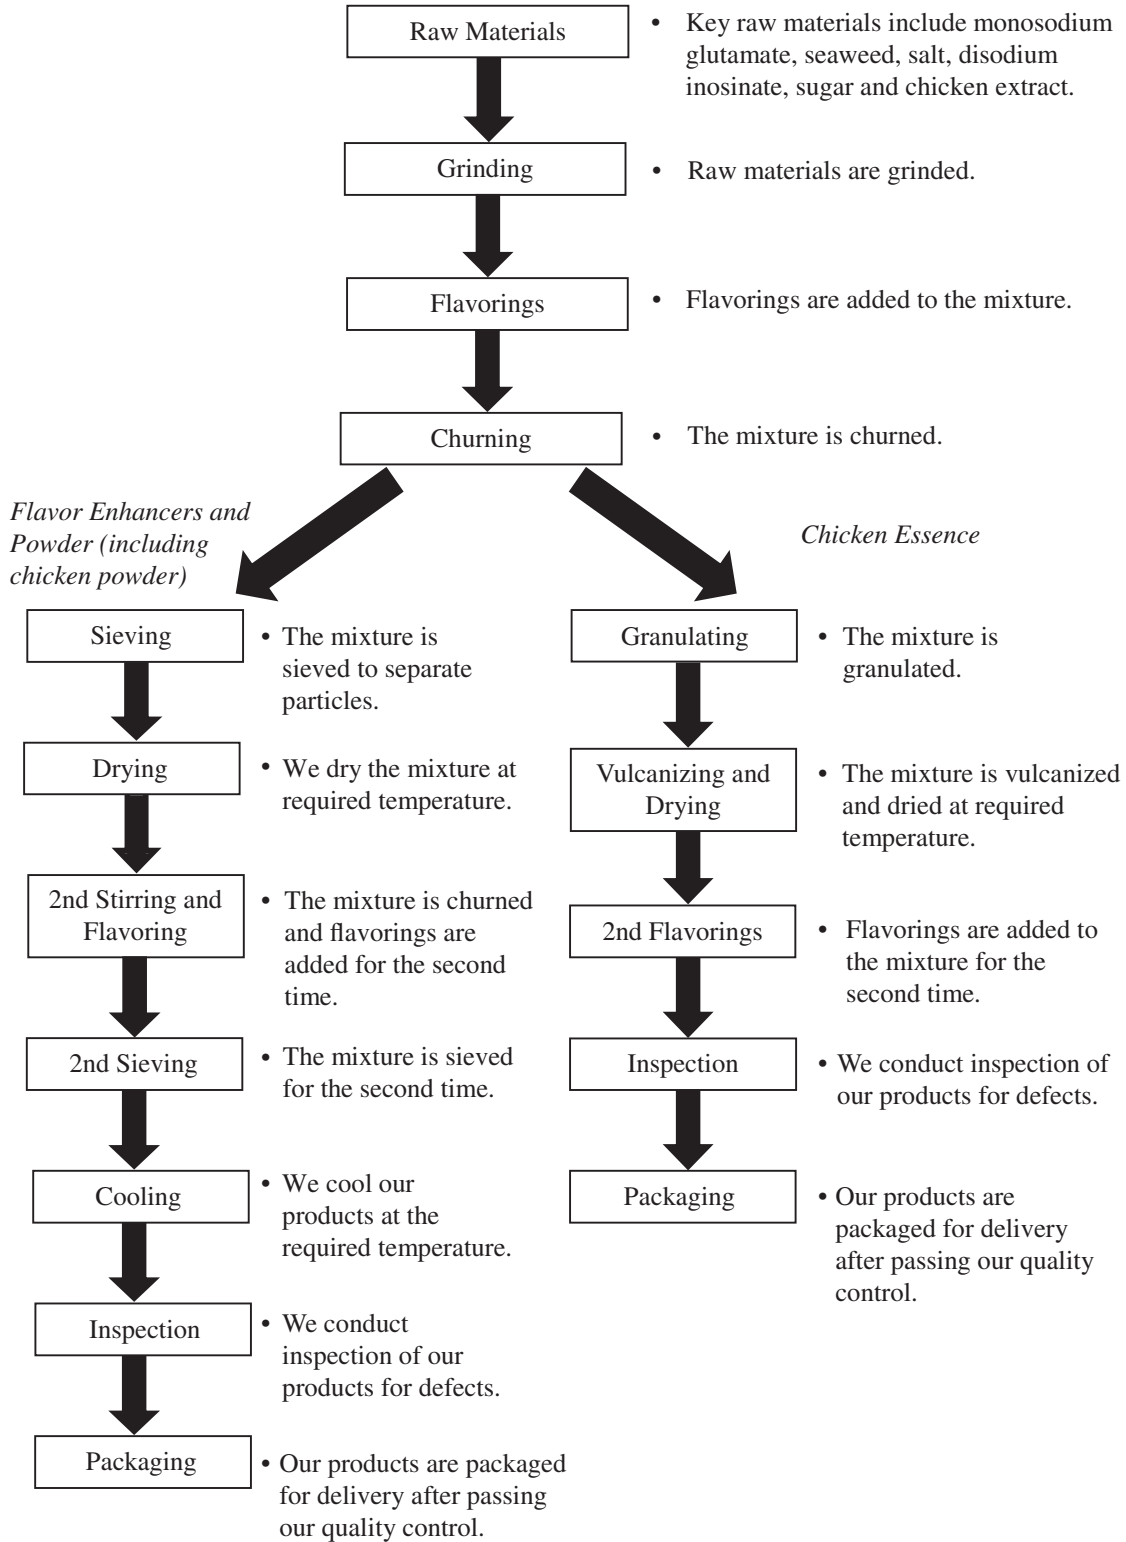 Raw Materials
• Key raw materials include monosodium
glutamate, seaweed, salt, disodium
inosinate, sugar and chicken extract.
Grinding
• Raw materials are grinded.
Flavorings
• Flavorings are added to the mixture.
Churning
• The mixture is churned.
Flavor Enhancers and
Powder (including
chicken powder)
Sieving
• The mixture is
sieved to separate
particles.
Drying
• We dry the mixture at
required temperature.
2nd Stirring and
Flavoring
• The mixture is churned
and flavorings are
added for the second
time.
2nd Sieving
• The mixture is sieved
for the second time.
Cooling
• We cool our
products at the
required temperature.
Inspection
• We conduct
inspection of our
products for defects.
Packaging
• Our products are packaged
for delivery after passing
our quality control.
Chicken Essence
Granulating
• The mixture is
granulated.
Vulcanizing and
Drying
• The mixture is vulcanized
and dried at required
temperature.
2nd Flavorings
• Flavorings are added to
the mixture for the
second time.
Inspection
• We conduct inspection of
our products for defects.
Packaging
• Our products are
packaged for delivery
after passing our quality
control.